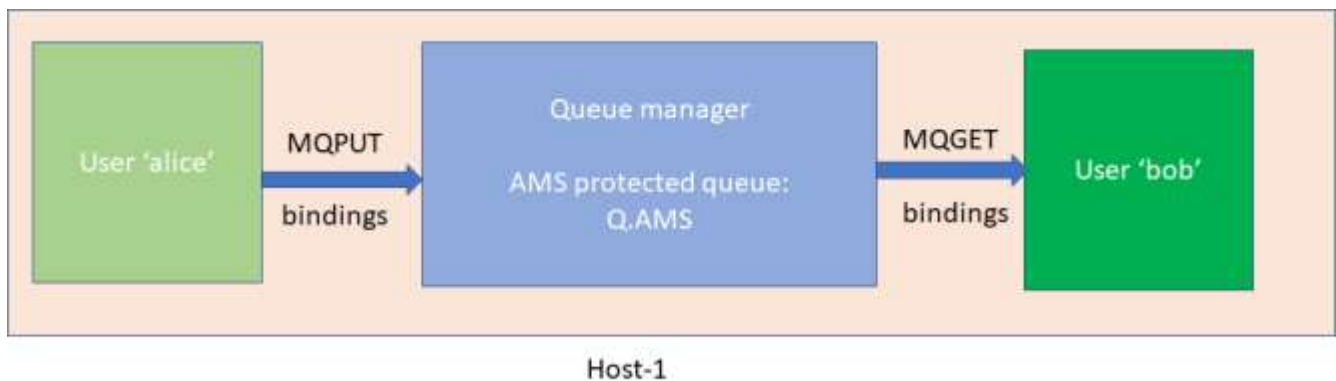 User ‘alice’
MQPUT
bindings
Queue manager
AMS protected queue:
Q.AMS
MQGET
bindings
User ‘bob’
Host-1